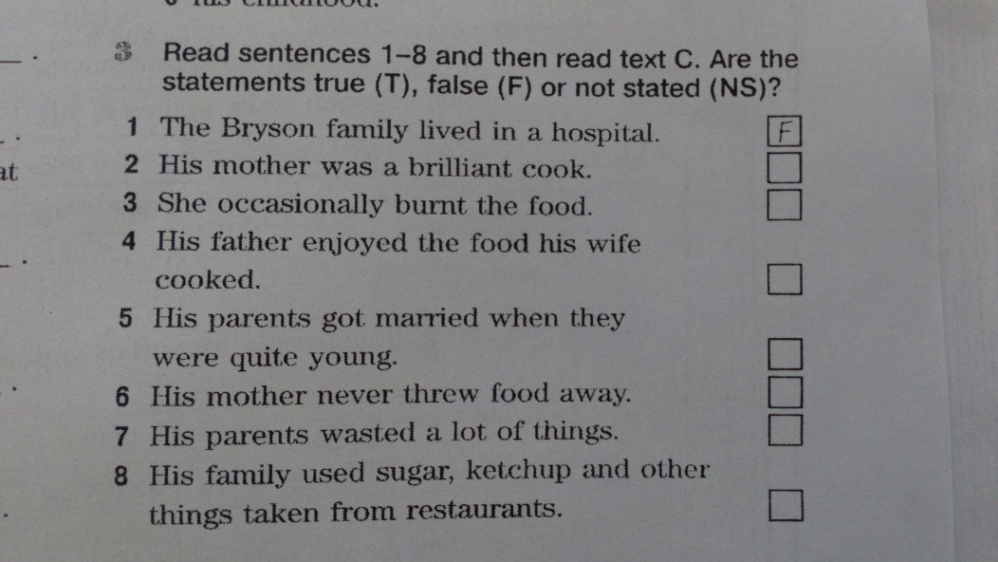 3 Read sentences 1–8 and then read text C. Are the
statements true (T), false (F) or not stated (NS)?
1 The Bryson family lived in a hospital. F
2 His mother was a brilliant cook.
3 She occasionally burnt the food.
4 His father enjoyed the food his wife
cooked.
5 His parents got married when they
were quite young.
6 His mother never threw food away.
7 His parents wasted a lot of things.
8 His family used sugar, ketchup and other
things taken from restaurants.